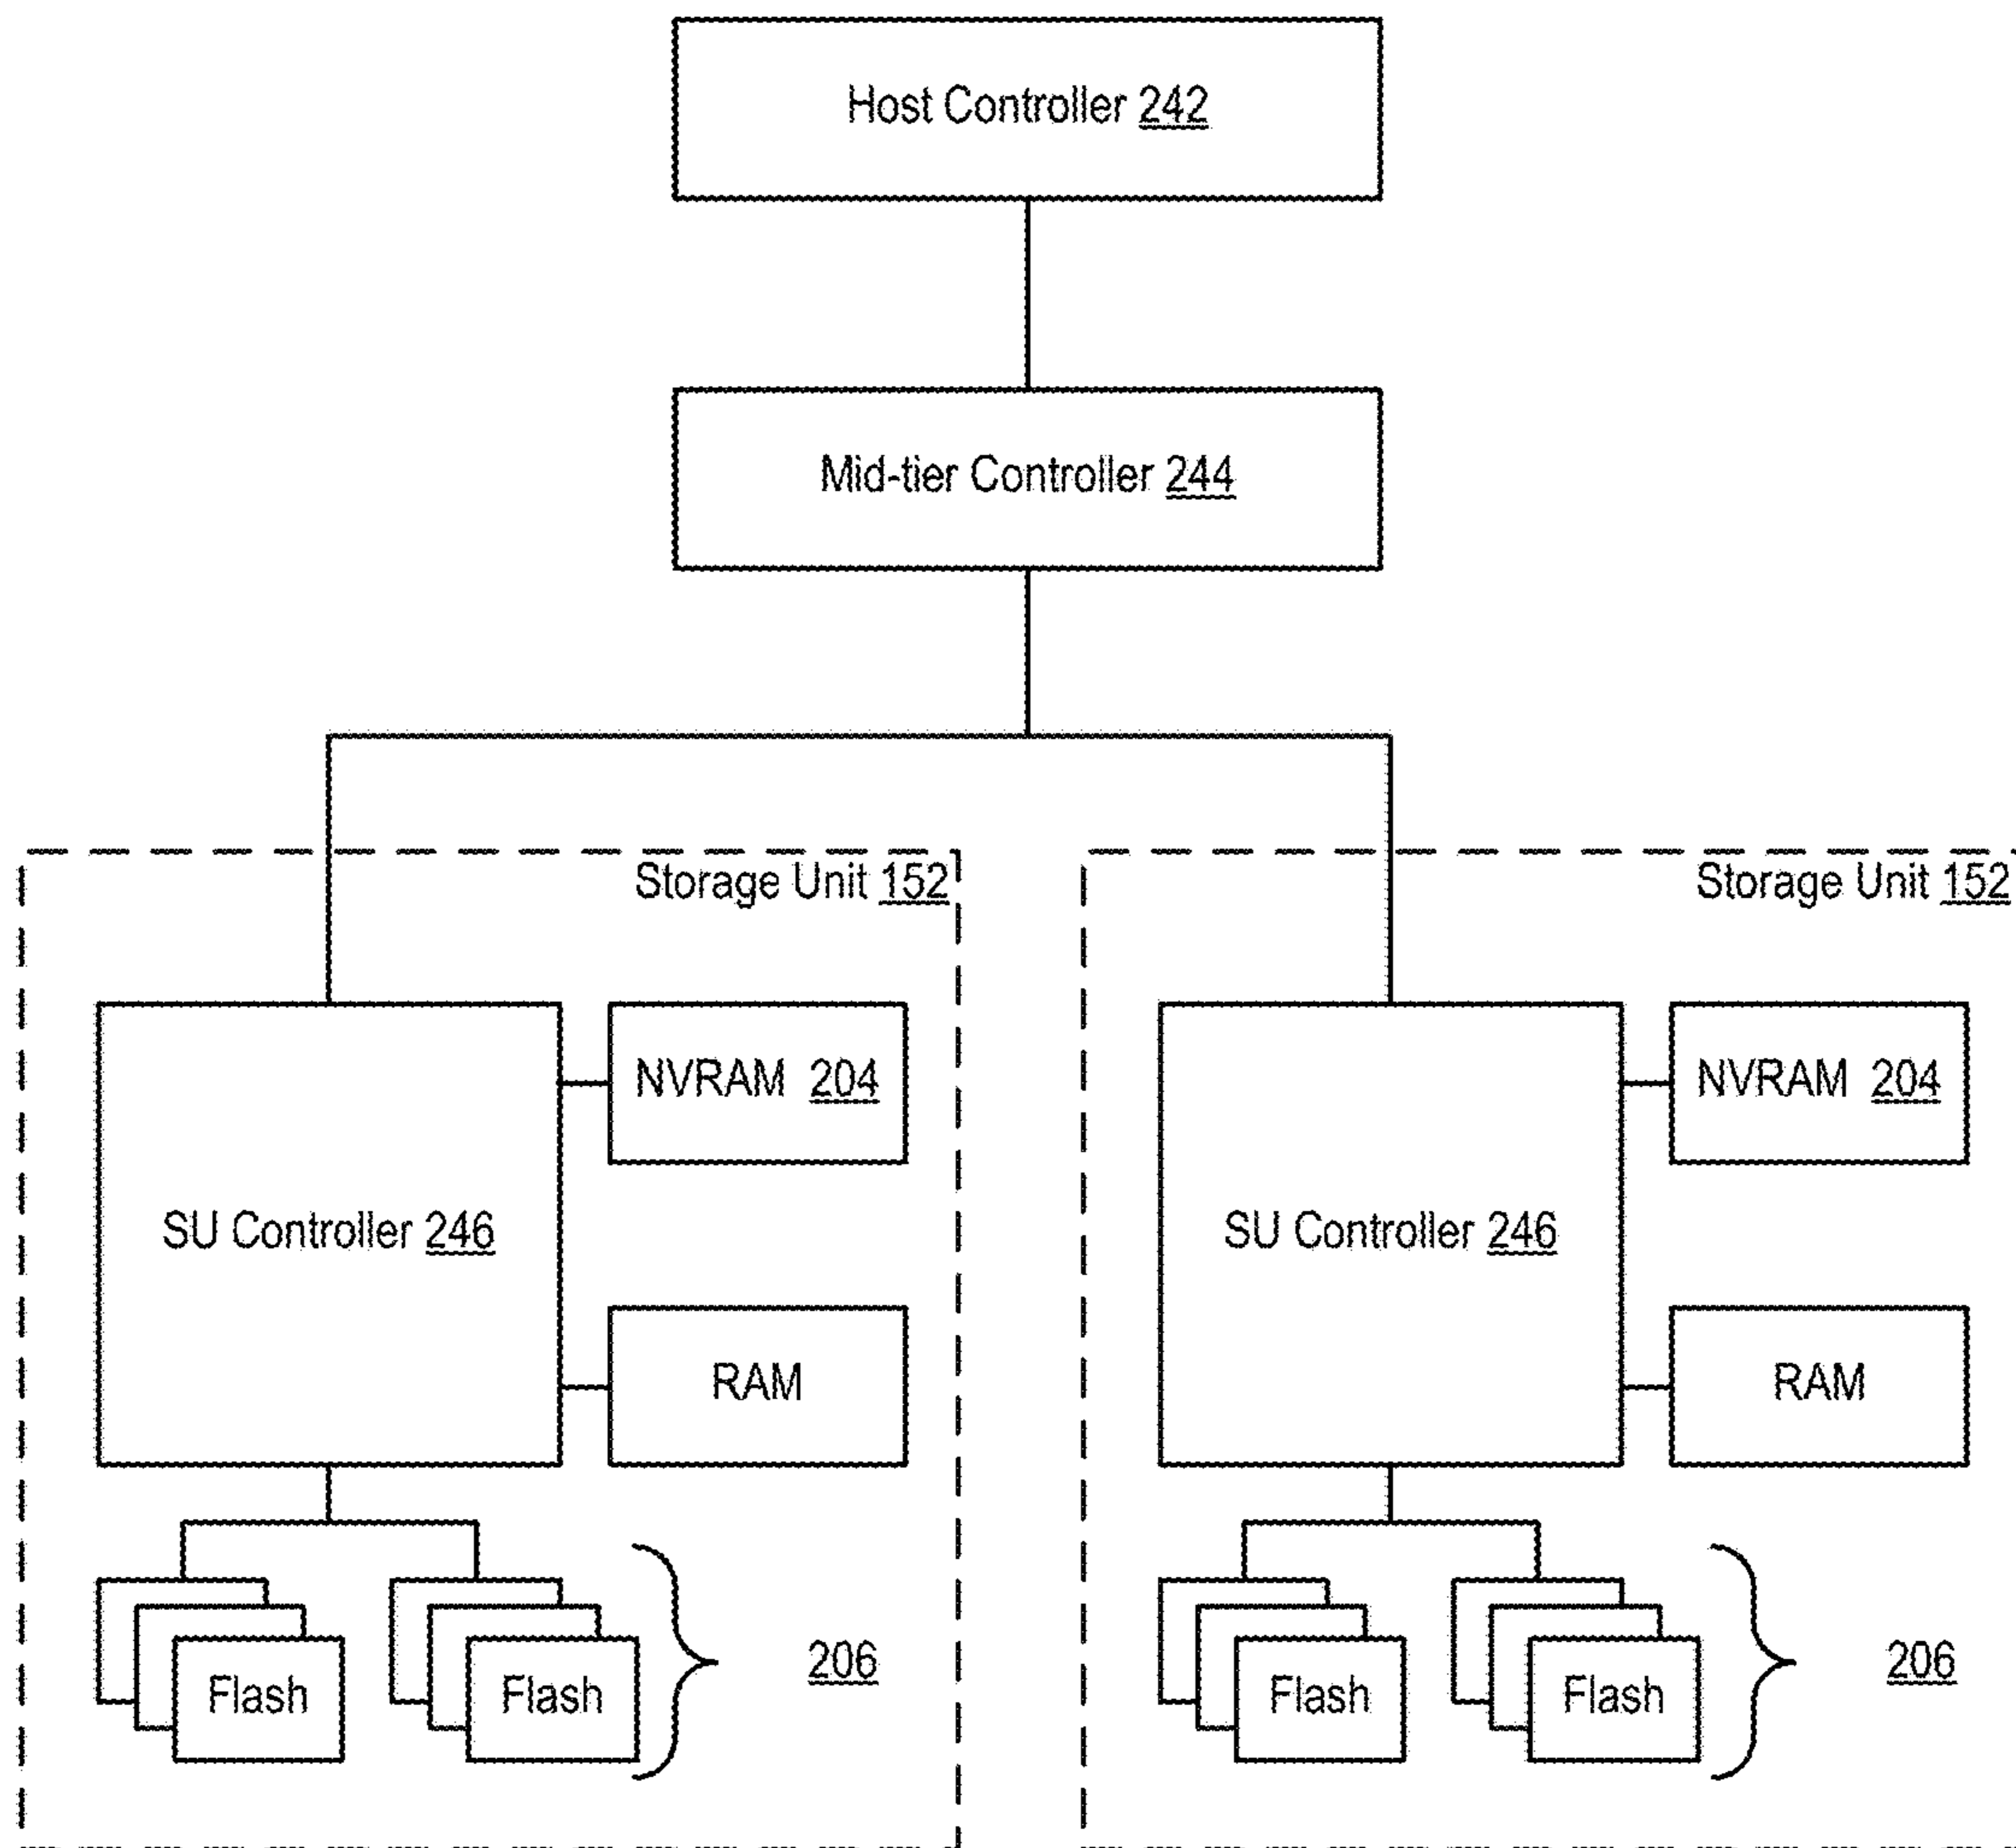 Host Controller 242
Mid-tier Controller 244
Storage Unit 152
Storage Unit 152
NVRAM 204
NVRAM 204
SU Controller 246
SU Controller 246
RAM
RAM
Flash
Flash
206
Flash
Flash
206